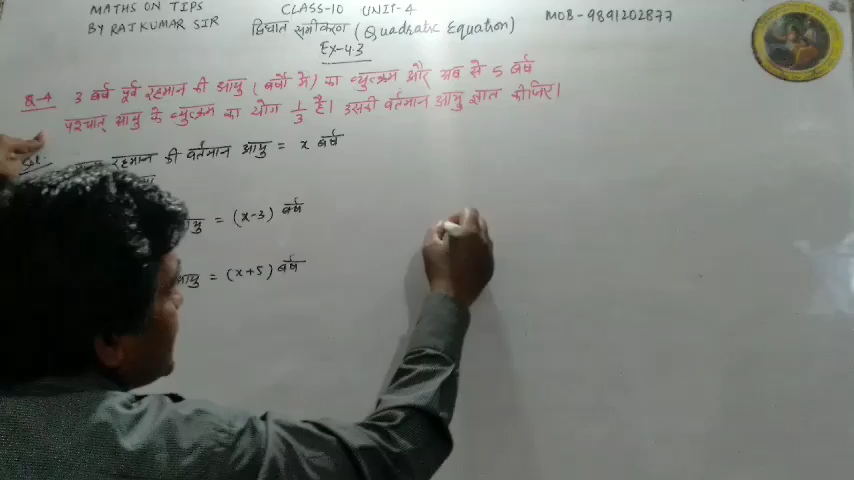 MATHS ON TIPS CLASS-10 UNIT-4 MOB-9891202877
BY RAJKUMAR SIR द्विघात समीकरण (Quadratic Equation)
Ex-4.3
Q-4 3 वर्ष पूर्व रहमान की आयु (वर्षों में) का व्युत्क्रम और अब से 5 वर्ष
पश्चात् आयु के व्युत्क्रम का योग 1/3 है। उसकी वर्तमान आयु ज्ञात कीजिए।
Sol. रहमान की वर्तमान आयु = x वर्ष
= (x-3) वर्ष
आयु = (x+5) वर्ष